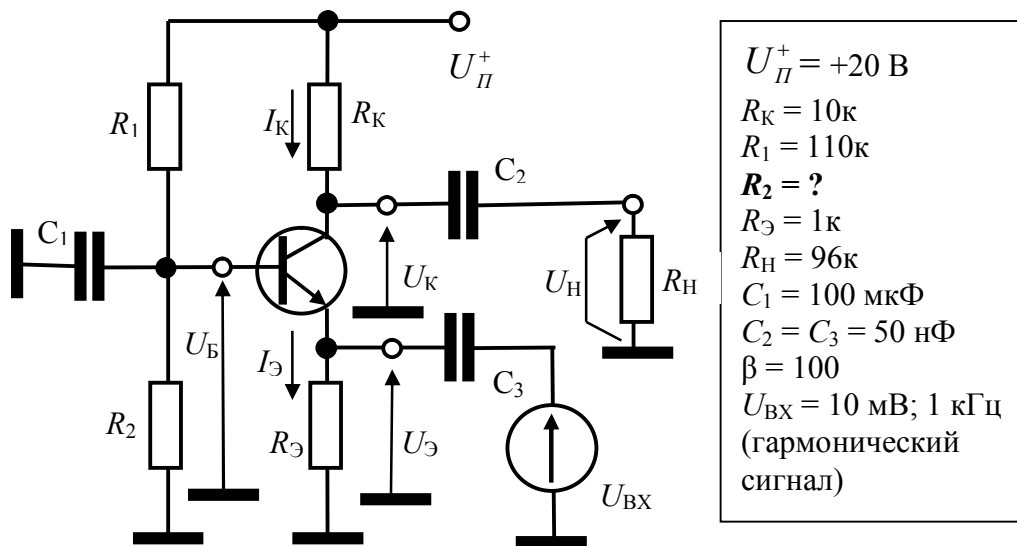 U⁺П
R₁
IК
RК
C₂
C₁
UК
UН
RН
UБ
IЭ
C₃
R₂
RЭ
UЭ
UВХ
U⁺П = +20 В
RК = 10к
R₁ = 110к
R₂ = ?
RЭ = 1к
RН = 96к
C₁ = 100 мкФ
C₂ = C₃ = 50 нФ
β = 100
UВХ = 10 мВ; 1 кГц
(гармонический
сигнал)